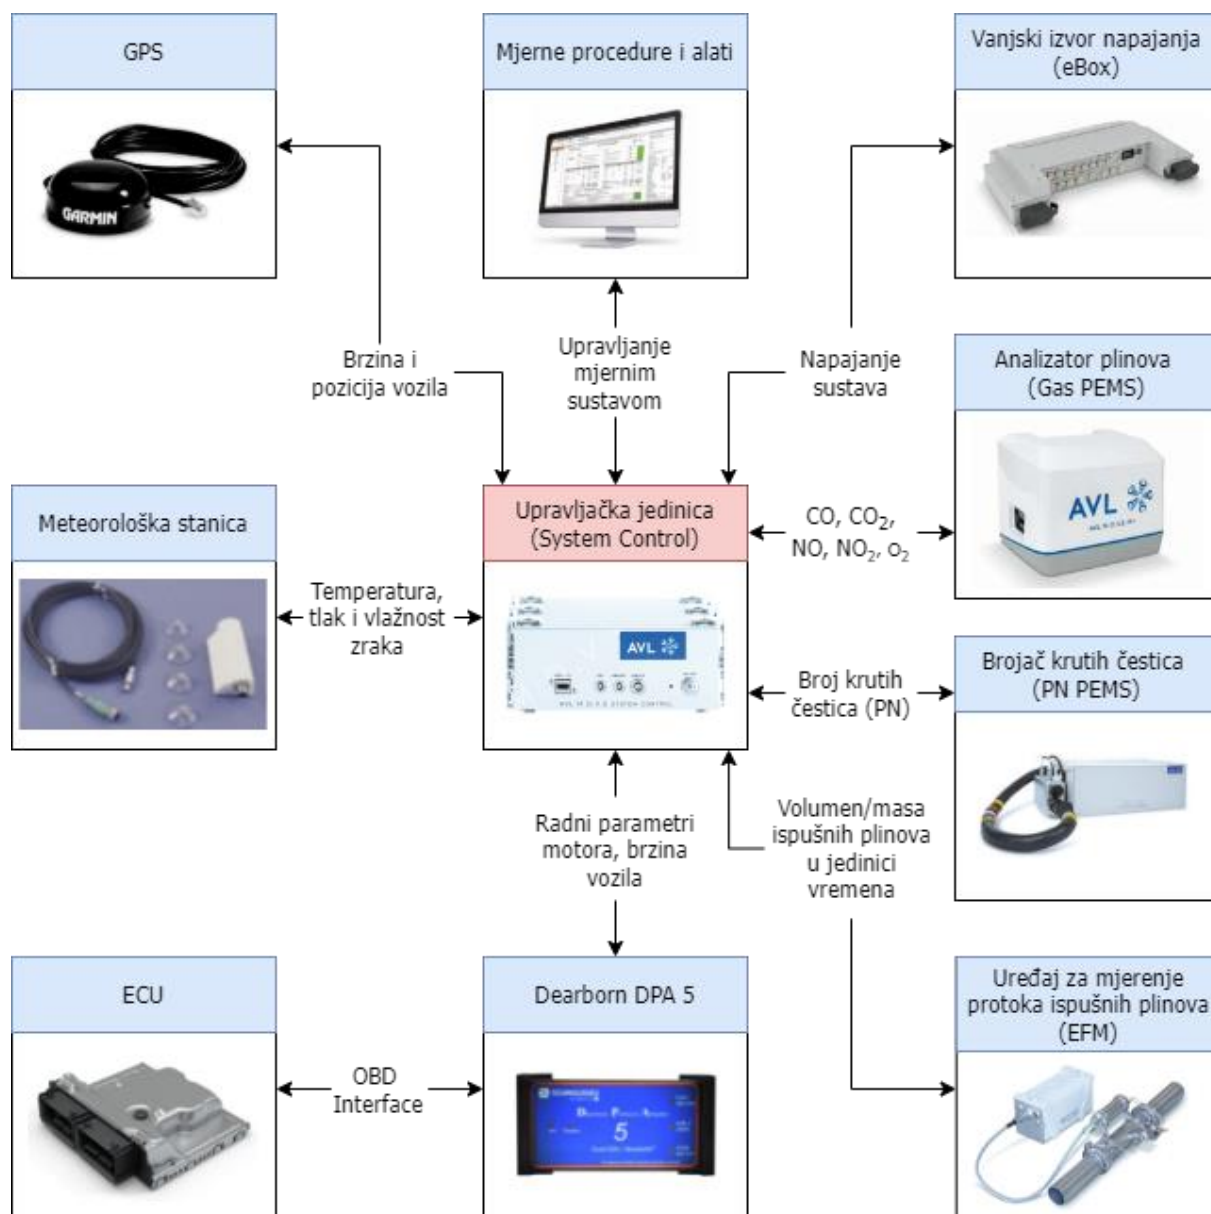 GPS
Mjerne procedure i alati
Vanjski izvor napajanja
(eBox)
GARMIN
Brzina i
pozicija vozila
Upravljanje
mjernim
sustavom
Napajanje
sustava
Analizator plinova
(Gas PEMS)
AVL
Meteorološka stanica
Upravljačka jedinica
(System Control)
CO, CO₂,
NO, NO₂, O₂
Temperatura,
tlak i vlažnost
zraka
AVL
AVL M.O.V.E SYSTEM CONTROL
Broj krutih
čestica (PN)
Brojač krutih čestica
(PN PEMS)
Radni parametri
motora, brzina
vozila
Volumen/masa
ispušnih plinova
u jedinici
vremena
ECU
Dearborn DPA 5
Uređaj za mjerenje
protoka ispušnih plinova
(EFM)
OBD
Interface
5